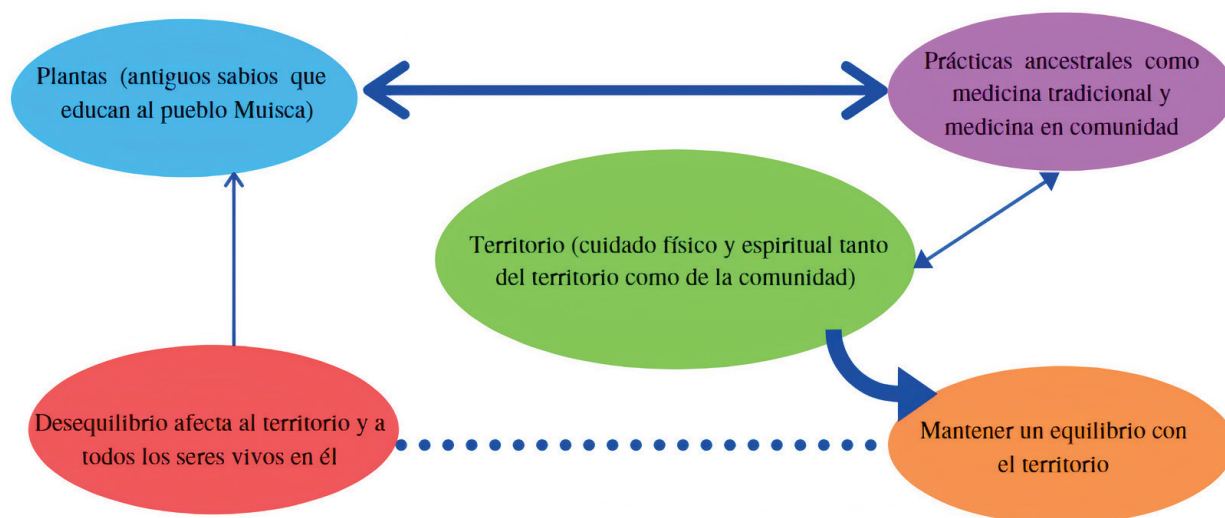 Plantas (antiguos sabios que
educan al pueblo Muisca)
Prácticas ancestrales como
medicina tradicional y
medicina en comunidad
Territorio (cuidado físico y espiritual tanto
del territorio como de la comunidad)
Desequilibrio afecta al territorio y a
todos los seres vivos en él
Mantener un equilibrio con
el territorio